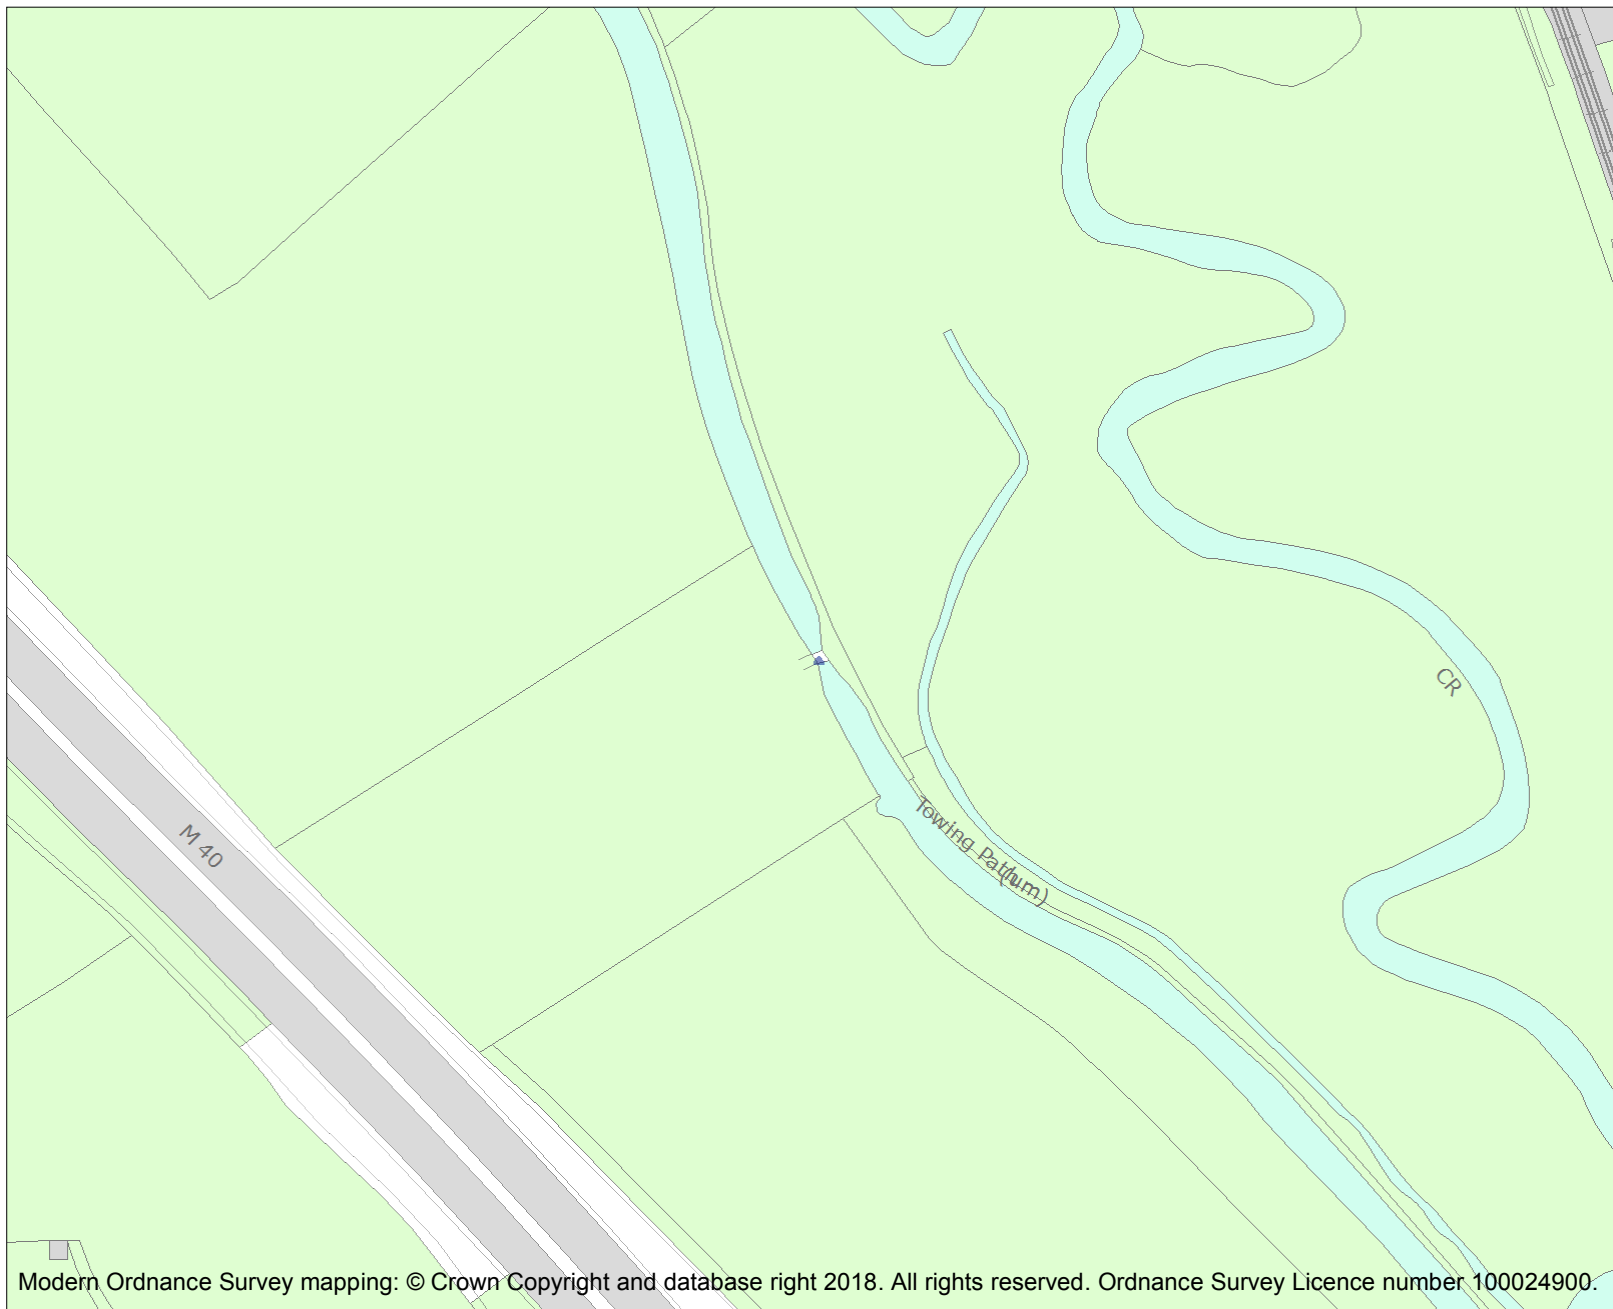 CR
M 40
Towing Path
(um)
Modern Ordnance Survey mapping: © Crown Copyright and database right 2018. All rights reserved. Ordnance Survey Licence number 100024900.